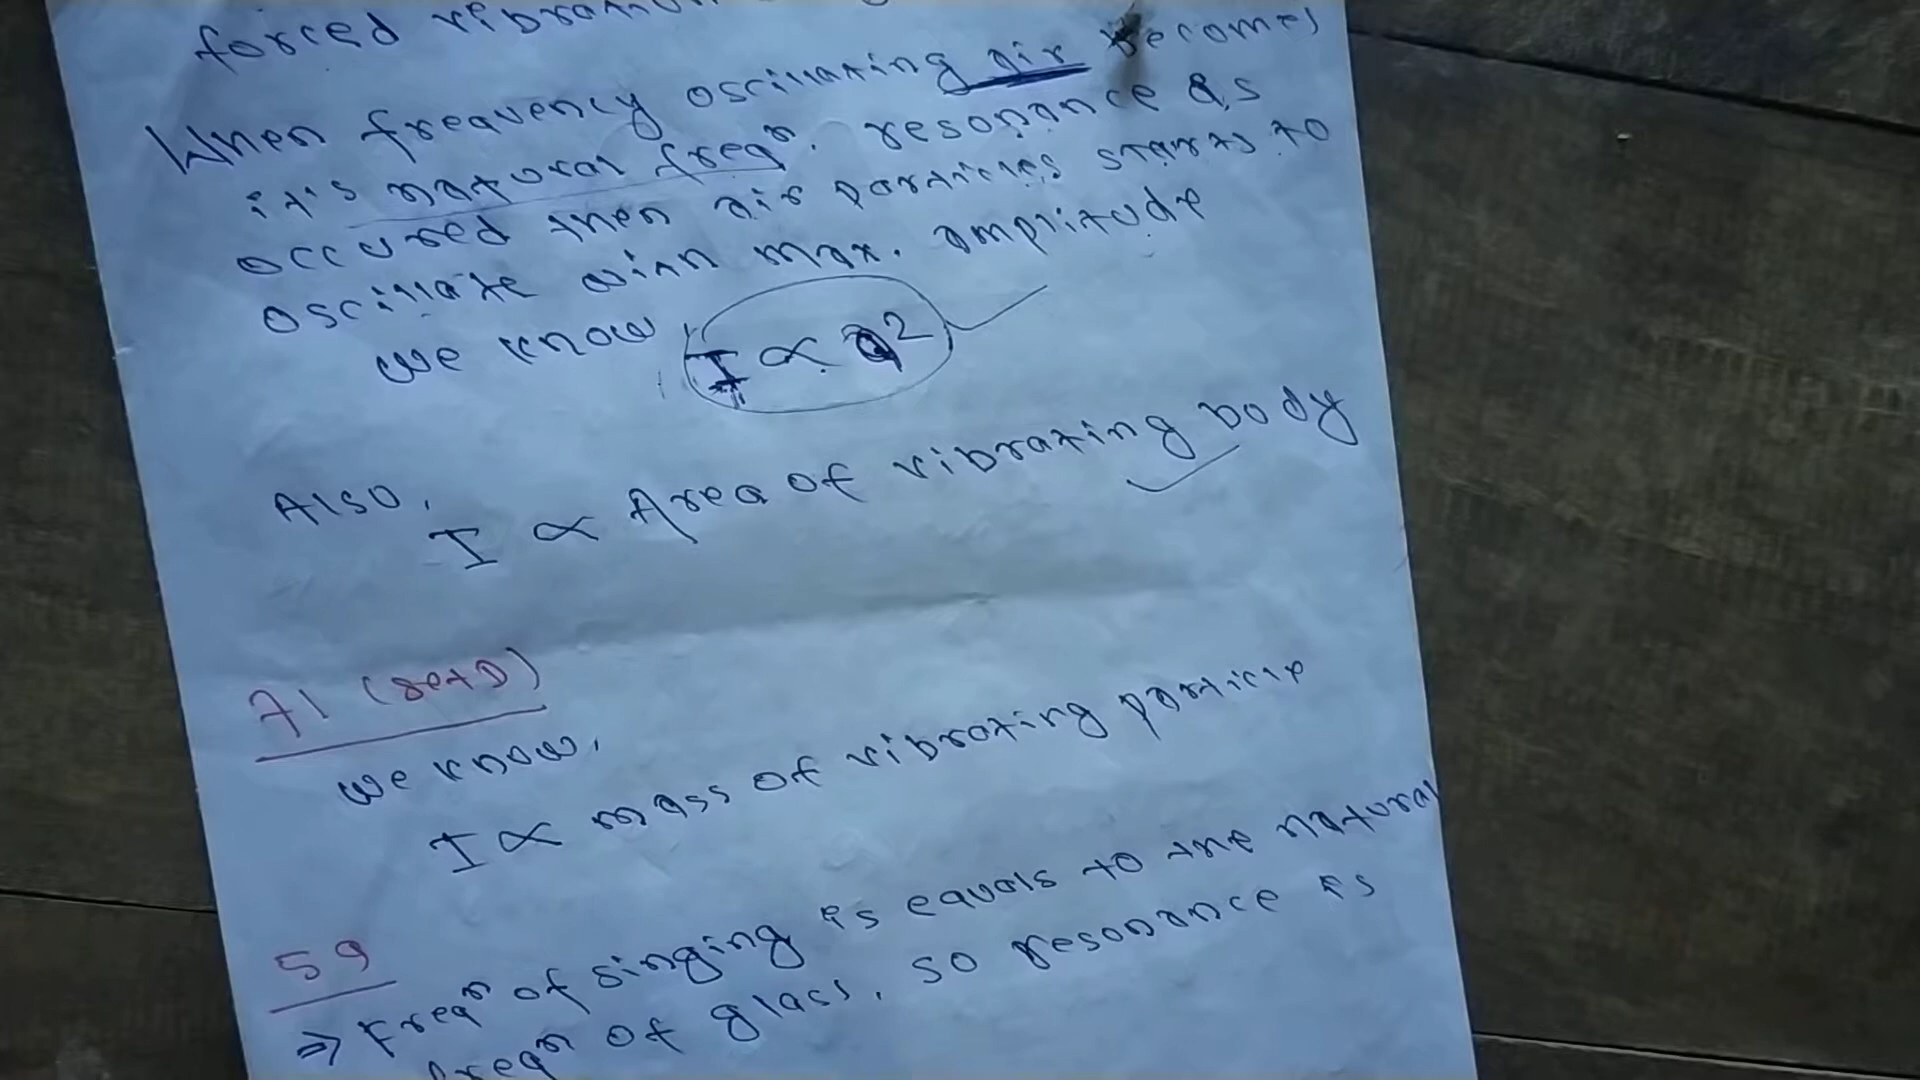 forced vibration
When frequency oscillating air becomes
it's natural freqn. resonance is
occured then air particles starts to
oscillate with max. amplitude
we know, I ∝ a²
Also,
I ∝ Area of vibrating body
71 (set D)
we know,
I ∝ mass of vibrating particle
59
⇒ Freqn of singing is equals to the natural
freqn of glass, so resonance is